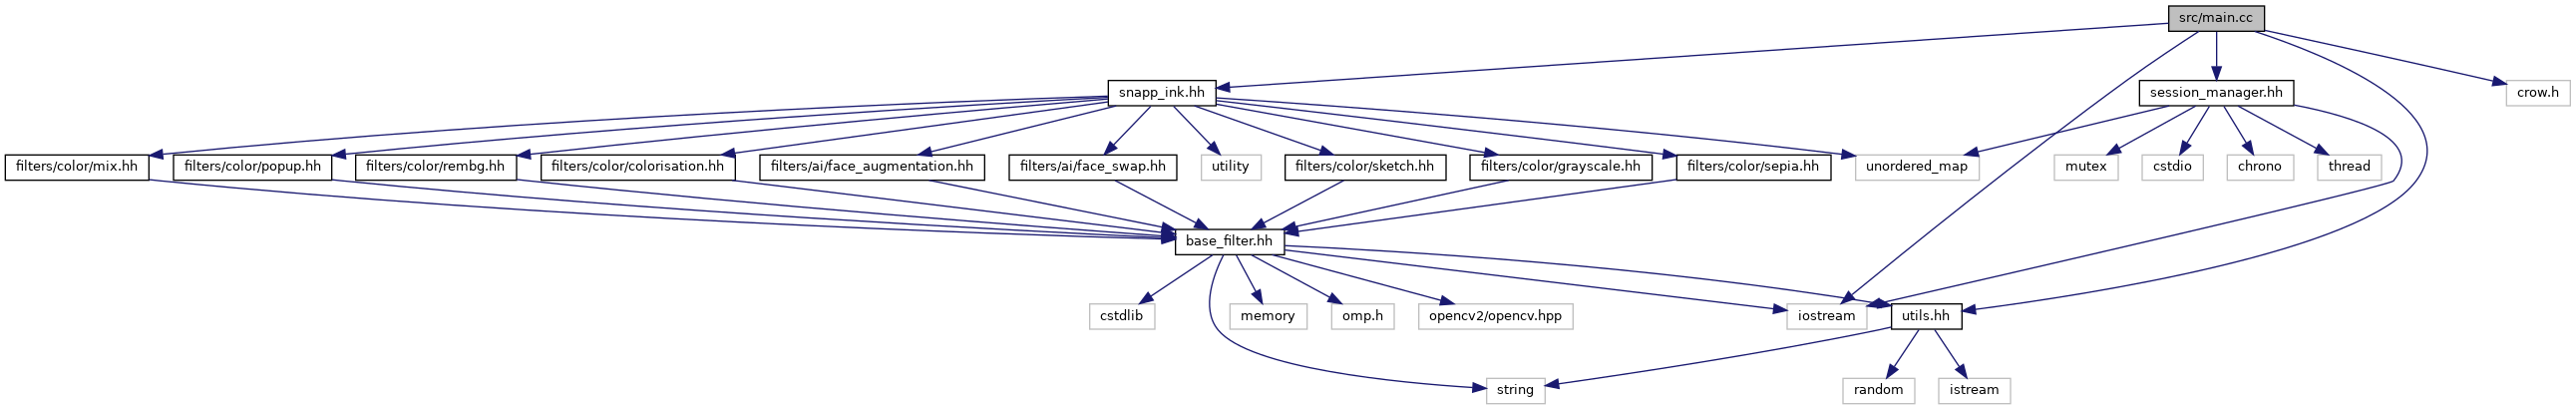 src/main.cc
snapp_ink.hh
session_manager.hh
crow.h
filters/color/mix.hh
filters/color/popup.hh
filters/color/rembg.hh
filters/color/colorisation.hh
filters/ai/face_augmentation.hh
filters/ai/face_swap.hh
utility
filters/color/sketch.hh
filters/color/grayscale.hh
filters/color/sepia.hh
unordered_map
mutex
cstdio
chrono
thread
base_filter.hh
cstdlib
memory
omp.h
opencv2/opencv.hpp
iostream
utils.hh
string
random
istream